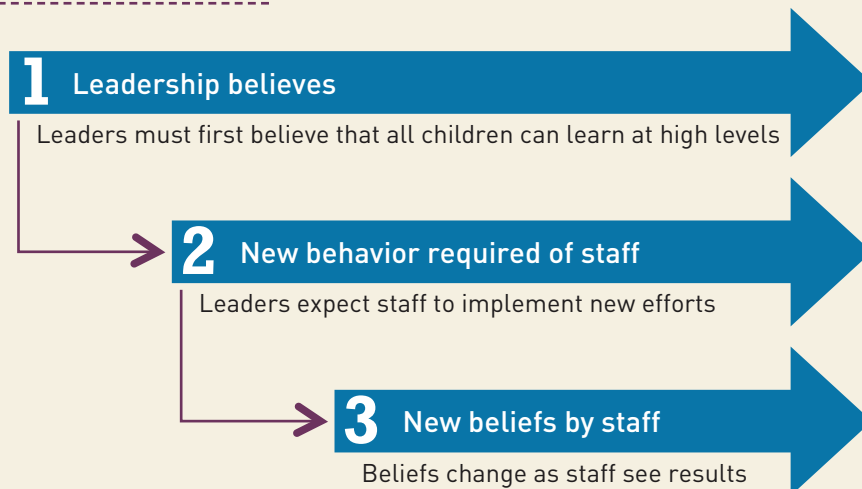 1 Leadership believes
Leaders must first believe that all children can learn at high levels
2 New behavior required of staff
Leaders expect staff to implement new efforts
3 New beliefs by staff
Beliefs change as staff see results